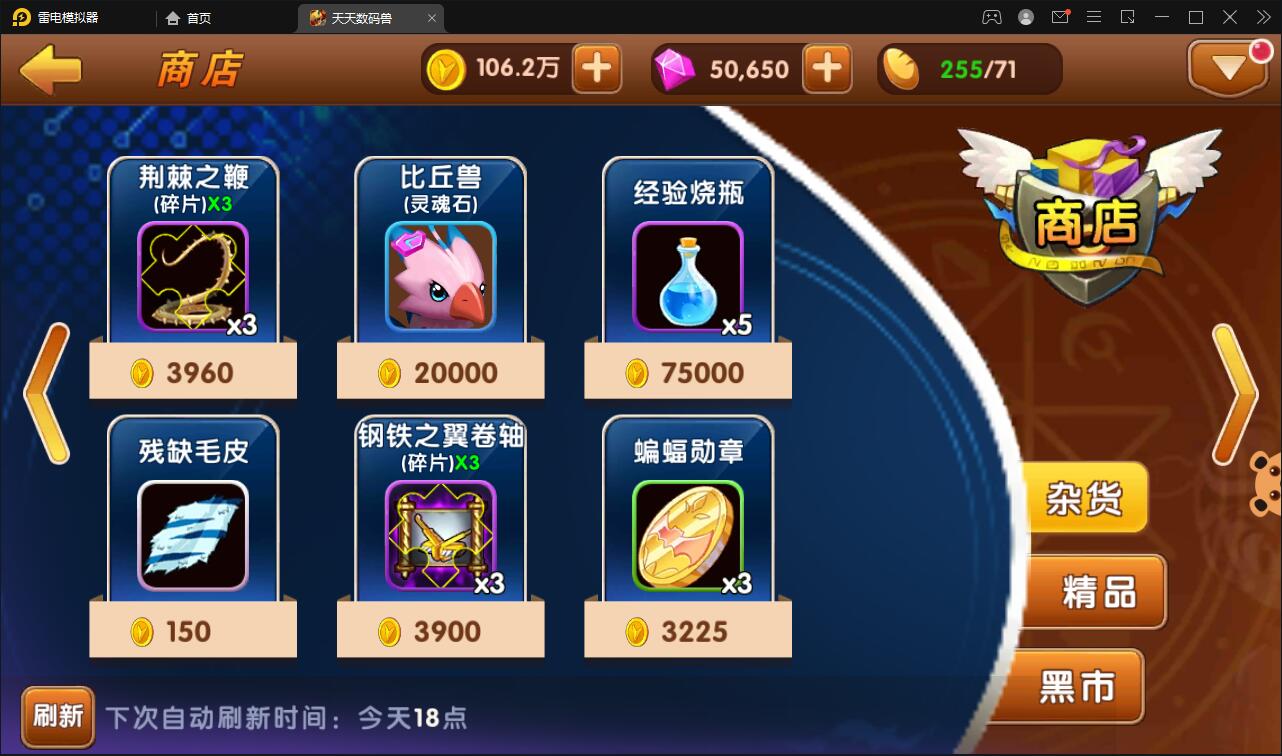 雷电模拟器
首页
天天数码兽
商店
106.2万
50,650
255/71
荆棘之鞭
(碎片)X3
x3
3960
比丘兽
(灵魂石)
20000
经验烧瓶
x5
75000
商店
残缺毛皮
150
钢铁之翼卷轴
(碎片)X3
x3
3900
蝙蝠勋章
x3
3225
杂货
精品
黑市
刷新
下次自动刷新时间：今天18点